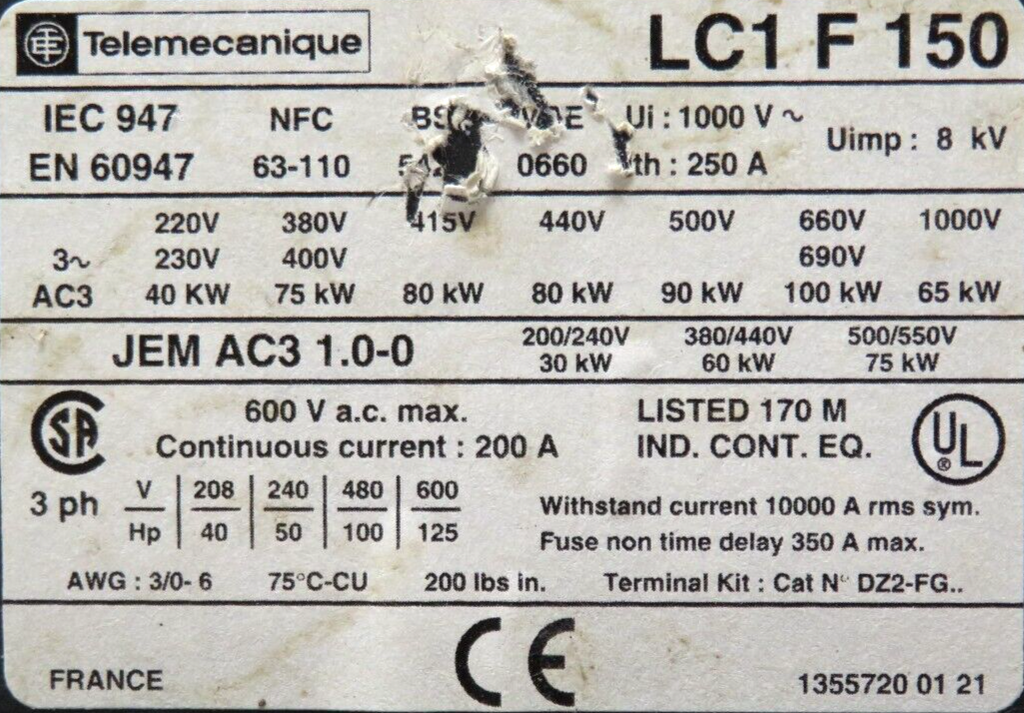 Telemecanique LC1 F 150
IEC 947 NFC Ui : 1000 V ~ Uimp : 8 kV
EN 60947 63-110 0660 : 250 A
220V 380V 415V 440V 500V 660V 1000V
3~ 230V 400V 690V
AC3 40 KW 75 kW 80 kW 80 kW 90 kW 100 kW 65 kW
JEM AC3 1.0-0 200/240V 380/440V 500/550V
30 kW 60 kW 75 kW
CSA 600 V a.c. max. LISTED 170 M UL
Continuous current : 200 A IND. CONT. EQ. ®
3 ph V 208 240 480 600
Hp 40 50 100 125
Withstand current 10000 A rms sym.
Fuse non time delay 350 A max.
AWG : 3/0- 6 75°C-CU 200 lbs in. Terminal Kit : Cat N° DZ2-FG..
CE
FRANCE 1355720 01 21